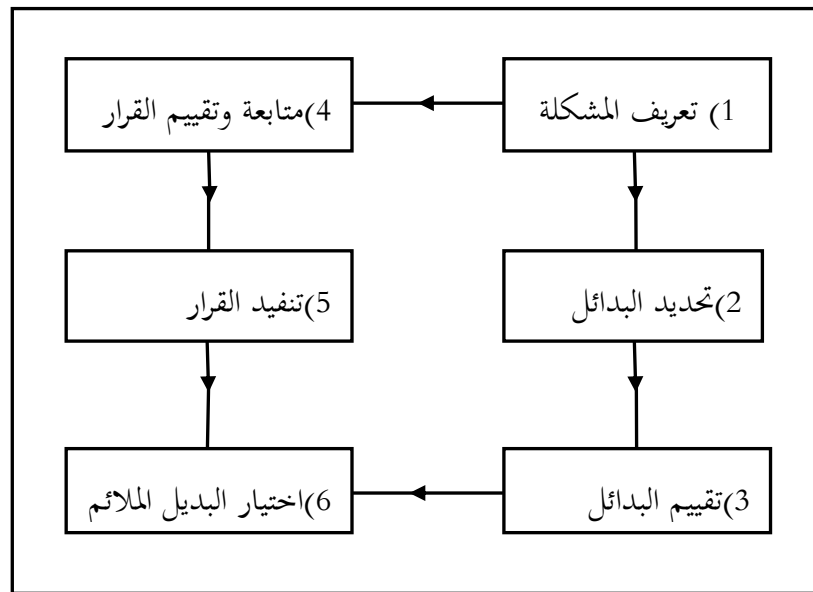 1) تعريف المشكلة
4)متابعة وتقييم القرار
2)تحديد البدائل
5)تنفيد القرار
3)تقييم البدائل
6)اختيار البديل الملائم